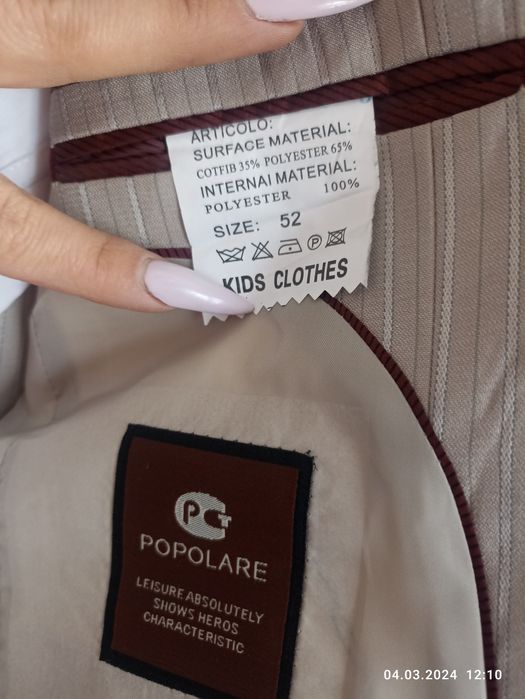 ARTICOLO:
SURFACE MATERIAL:
COTFIB 35% POLYESTER 65%
INTERNAI MATERIAL:
POLYESTER 100%
SIZE: 52
P
KIDS CLOTHES
PCT
POPOLARE
LEISURE ABSOLUTELY
SHOWS HEROS
CHARACTERISTIC
04.03.2024 12:10